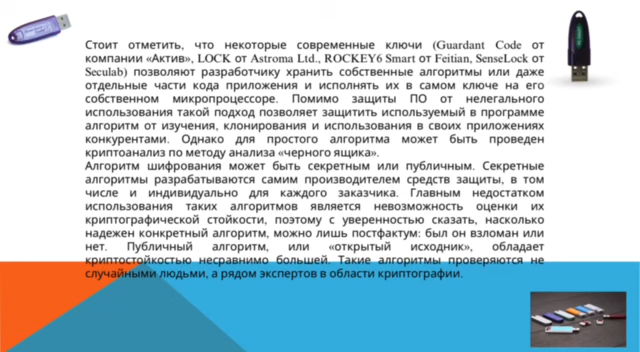 Стоит отметить, что некоторые современные ключи (Guardant Code от
компании «Актив», LOCK от Astroma Ltd., ROCKEY6 Smart от Feitian, SenseLock от
Seculab) позволяют разработчику хранить собственные алгоритмы или даже
отдельные части кода приложения и исполнять их в самом ключе на его
собственном микропроцессоре. Помимо защиты ПО от нелегального
использования такой подход позволяет защитить используемый в программе
алгоритм от изучения, клонирования и использования в своих приложениях
конкурентами. Однако для простого алгоритма может быть проведен
криптоанализ по методу анализа «черного ящика».
Алгоритм шифрования может быть секретным или публичным. Секретные
алгоритмы разрабатываются самим производителем средств защиты, в том
числе и индивидуально для каждого заказчика. Главным недостатком
использования таких алгоритмов является невозможность оценки их
криптографической стойкости, поэтому с уверенностью сказать, насколько
надежен конкретный алгоритм, можно лишь постфактум: был он взломан или
нет. Публичный алгоритм, или «открытый исходник», обладает
криптостойкостью несравнимо большей. Такие алгоритмы проверяются не
случайными людьми, а рядом экспертов в области криптографии.